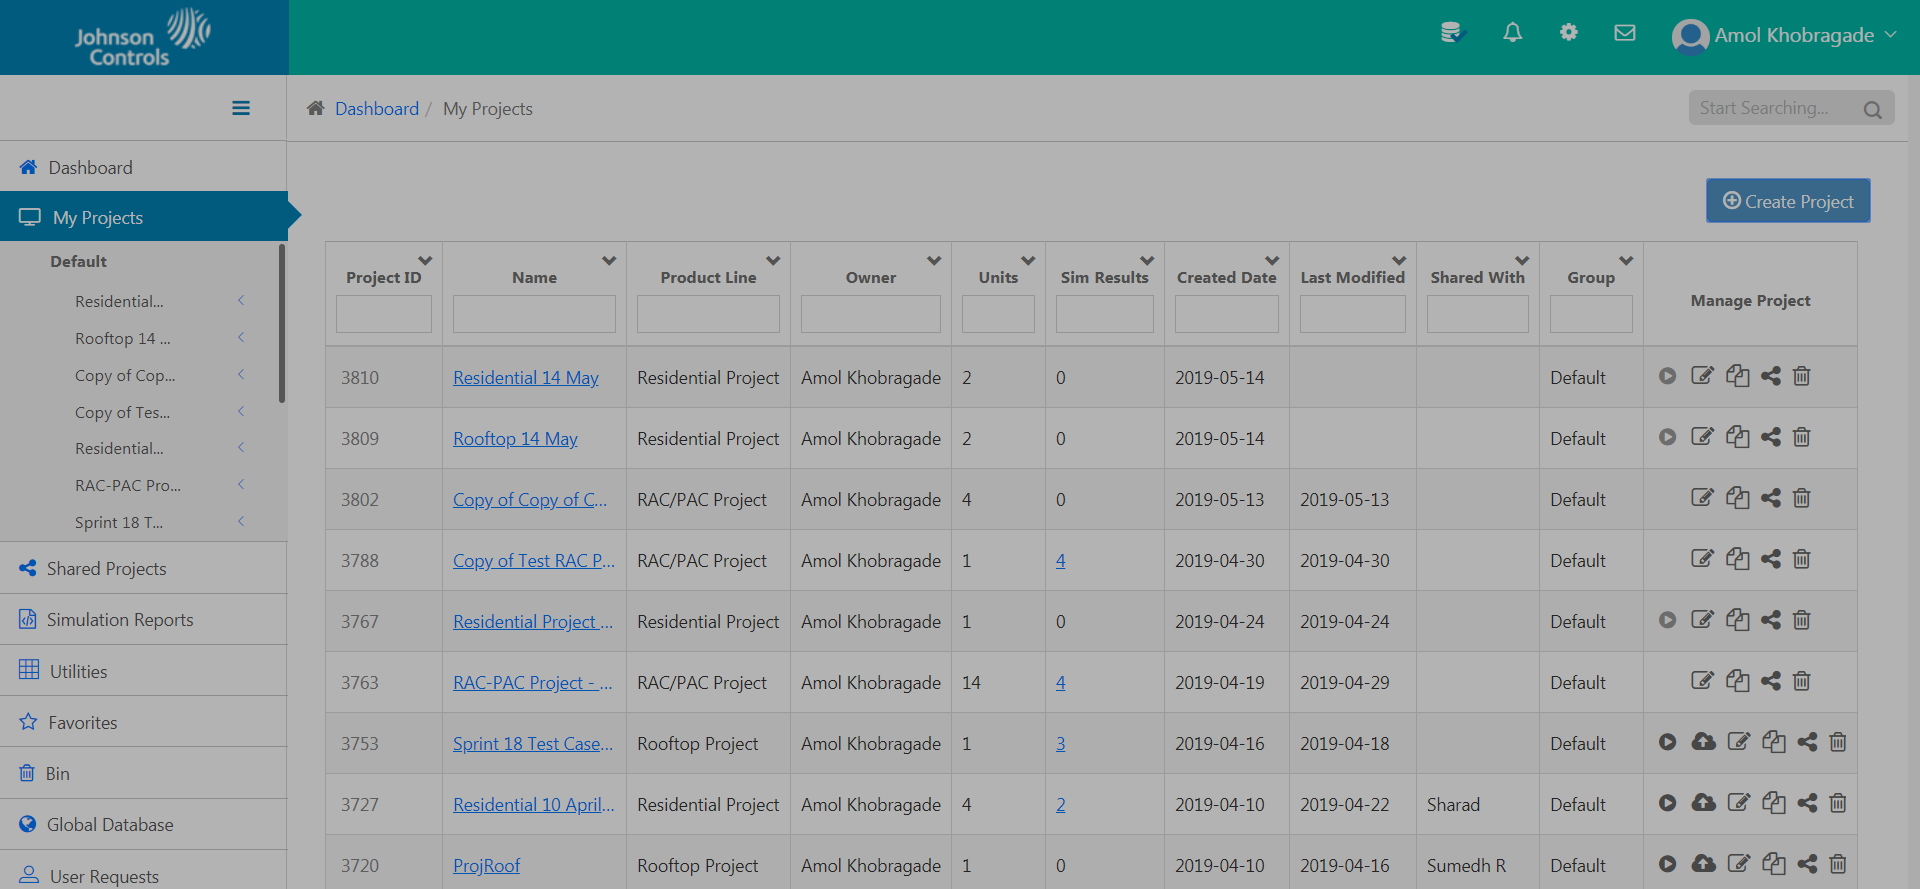 Johnson
Controls
Amol Khobragade
Dashboard / My Projects
Start Searching...
Dashboard
My Projects
Default
Residential...
Rooftop 14 ...
Copy of Cop...
Copy of Tes...
Residential...
RAC-PAC Pro...
Sprint 18 T...
Shared Projects
Simulation Reports
Utilities
Favorites
Bin
Global Database
User Requests
Create Project
Project ID Name Product Line Owner Units Sim Results Created Date Last Modified Shared With Group Manage Project
3810 Residential 14 May Residential Project Amol Khobragade 2 0 2019-05-14 Default
3809 Rooftop 14 May Residential Project Amol Khobragade 2 0 2019-05-14 Default
3802 Copy of Copy of C... RAC/PAC Project Amol Khobragade 4 0 2019-05-13 2019-05-13 Default
3788 Copy of Test RAC P... RAC/PAC Project Amol Khobragade 1 4 2019-04-30 2019-04-30 Default
3767 Residential Project ... Residential Project Amol Khobragade 1 0 2019-04-24 2019-04-24 Default
3763 RAC-PAC Project - ... RAC/PAC Project Amol Khobragade 14 4 2019-04-19 2019-04-29 Default
3753 Sprint 18 Test Case... Rooftop Project Amol Khobragade 1 3 2019-04-16 2019-04-18 Default
3727 Residential 10 April... Residential Project Amol Khobragade 4 2 2019-04-10 2019-04-22 Sharad Default
3720 ProjRoof Rooftop Project Amol Khobragade 1 0 2019-04-10 2019-04-16 Sumedh R Default